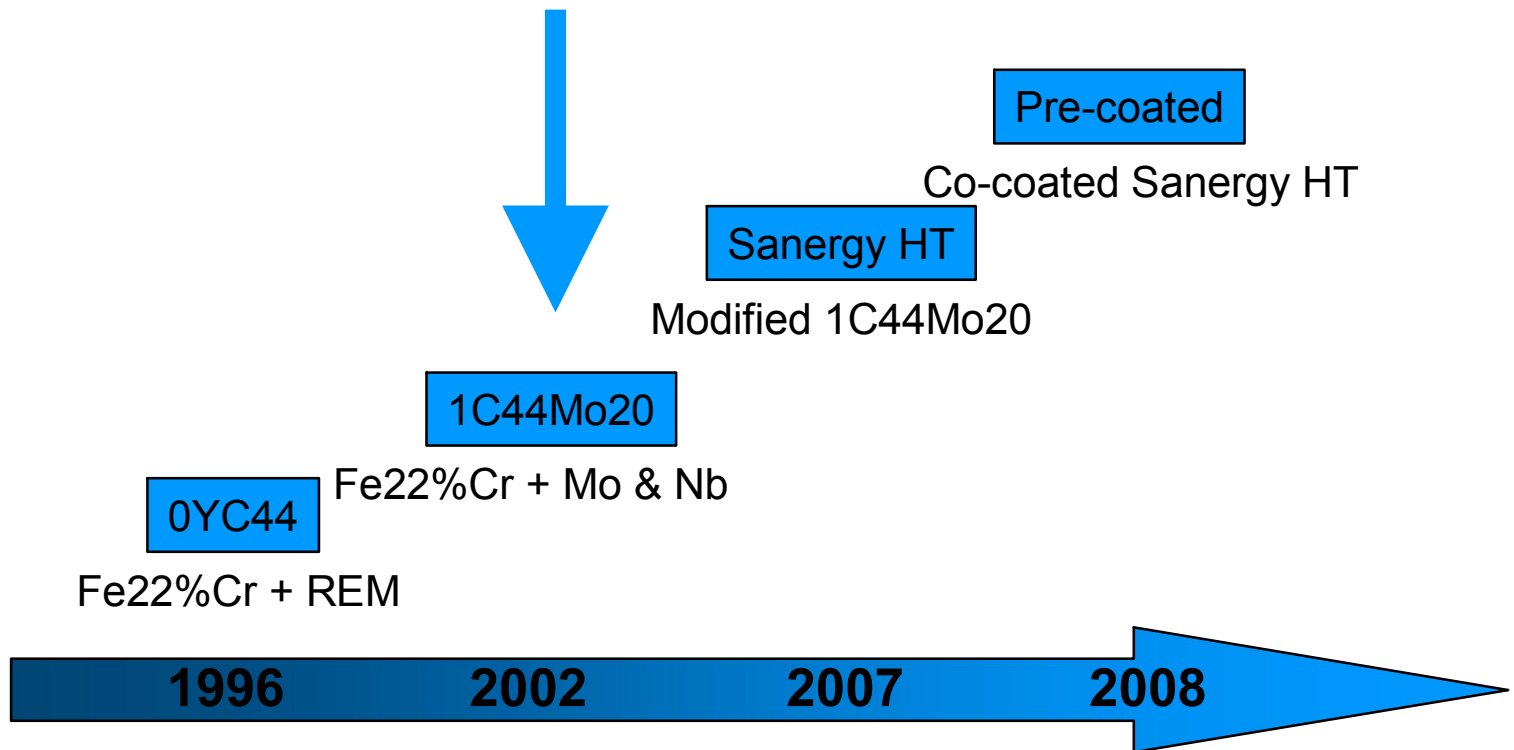 Pre-coated
Co-coated Sanergy HT
Sanergy HT
Modified 1C44Mo20
1C44Mo20
Fe22%Cr + Mo & Nb
0YC44
Fe22%Cr + REM
1996 2002 2007 2008